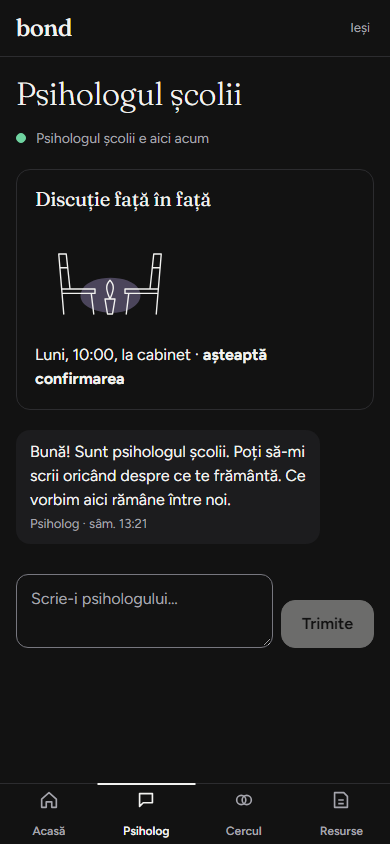 bond
Ieși
Psihologul școlii
Psihologul școlii e aici acum
Discuție față în față
Luni, 10:00, la cabinet · așteaptă
confirmarea
Bună! Sunt psihologul școlii. Poți să-mi
scrii oricând despre ce te frământă. Ce
vorbim aici rămâne între noi.
Psiholog · sâm. 13:21
Scrie-i psihologului...
Trimite
Acasă
Psiholog
Cercul
Resurse